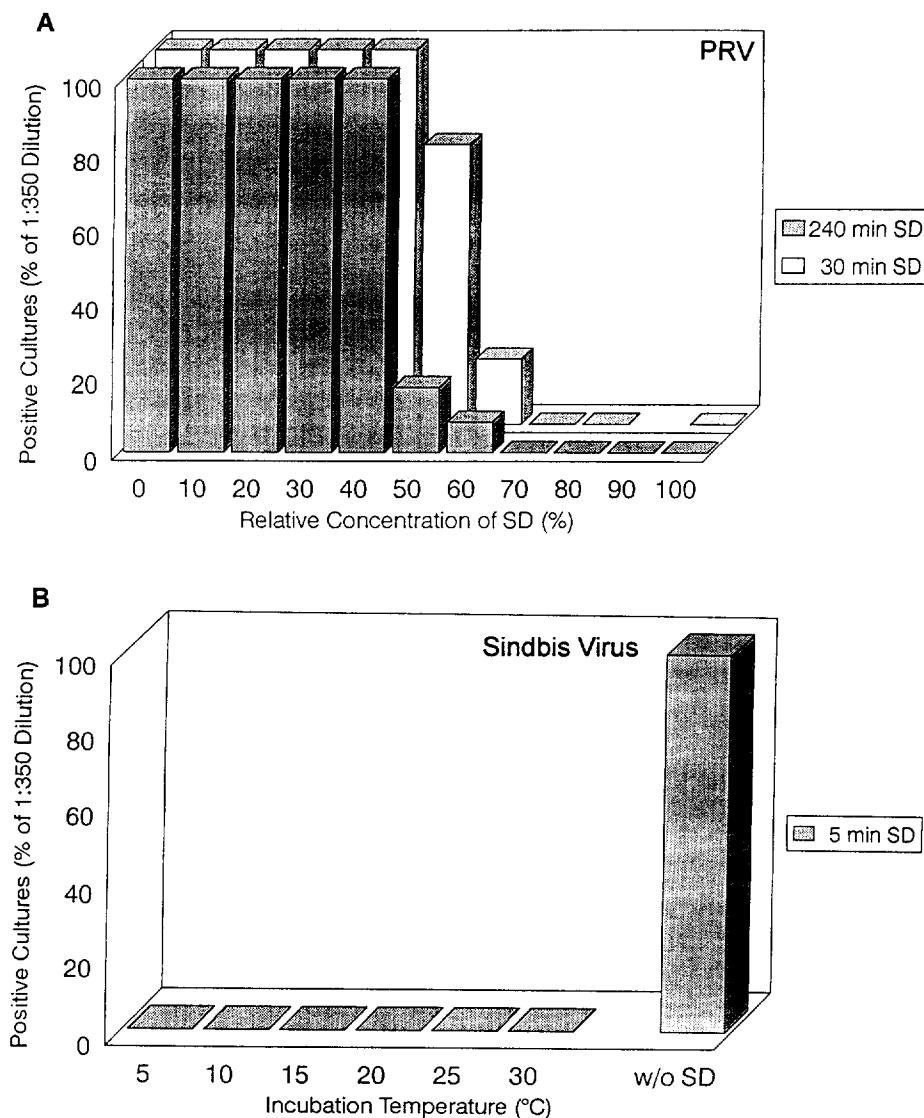 A
PRV
Positive Cultures (% of 1:350 Dilution)
100
80
60
40
20
0
0 10 20 30 40 50 60 70 80 90 100
Relative Concentration of SD (%)
240 min SD
30 min SD
B
Sindbis Virus
Positive Cultures (% of 1:350 Dilution)
100
80
60
40
20
0
5 10 15 20 25 30 w/o SD
Incubation Temperature (°C)
5 min SD